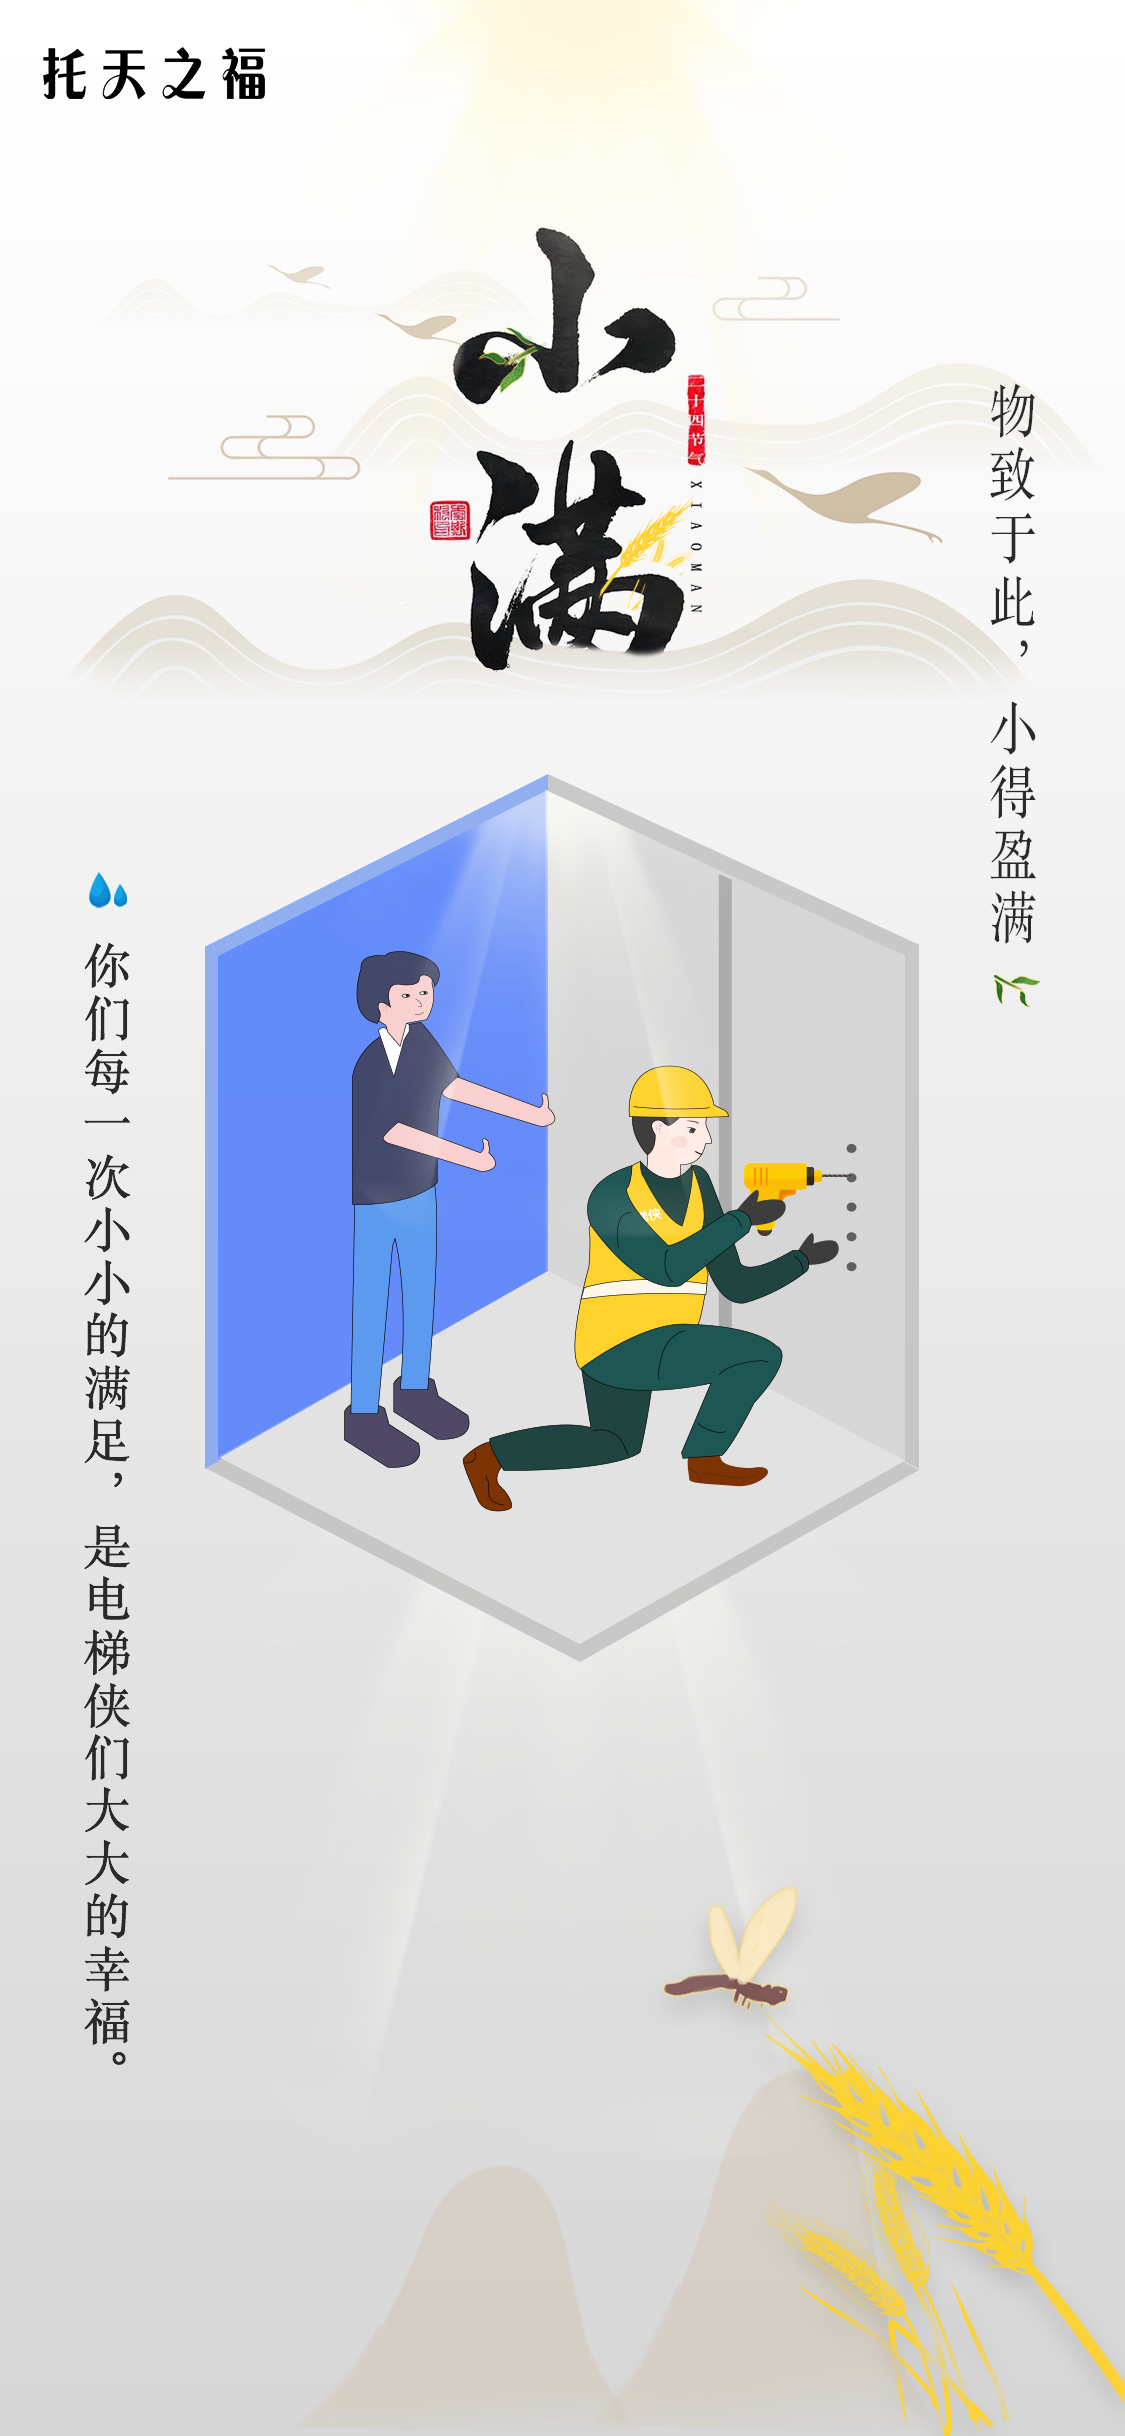 托天之福
小满
二十四节气
XIAOMAN
物致于此，小得盈满
你们每一次小小的满足，是电梯侠们大大的幸福。
侠